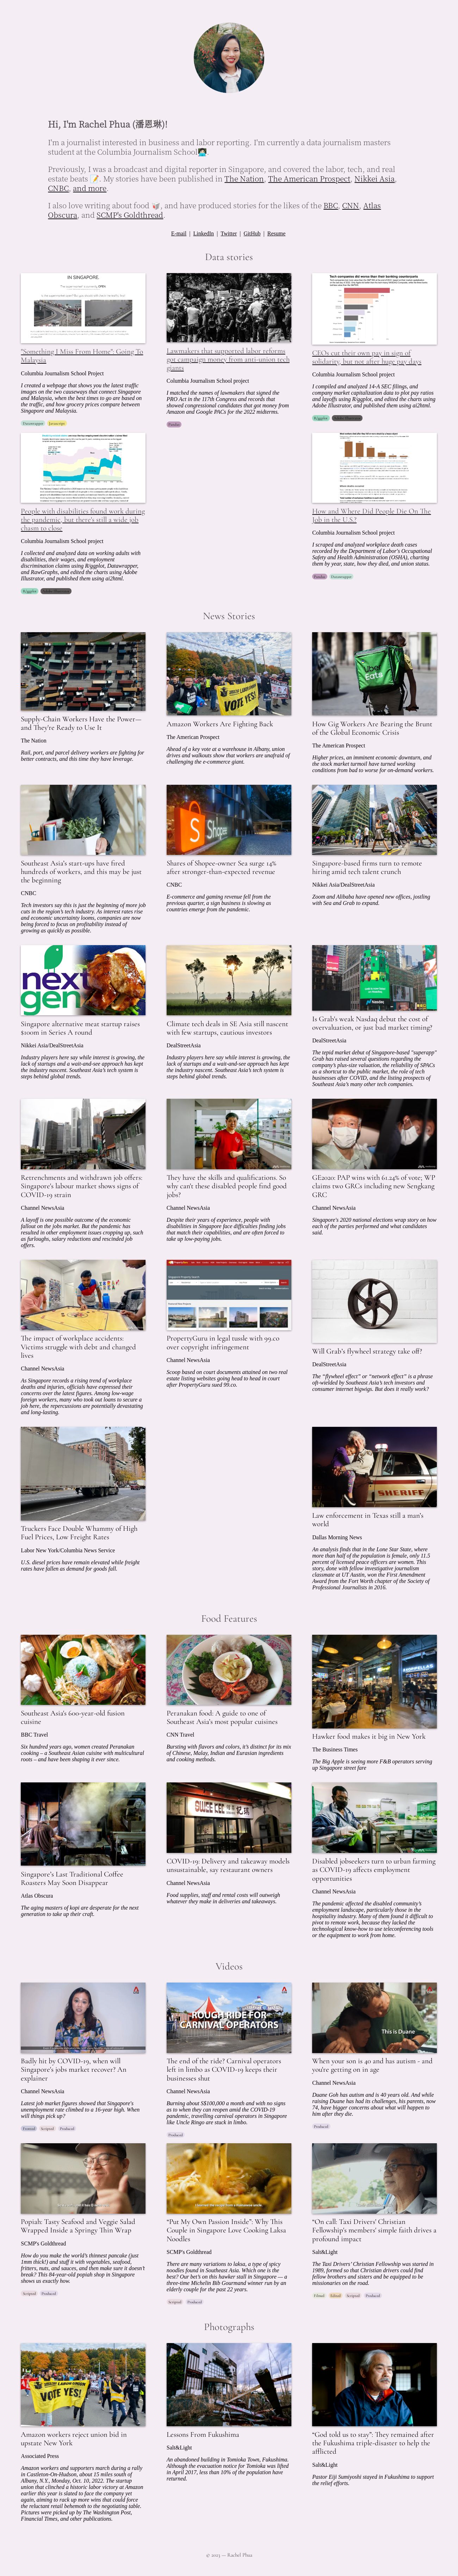 Hi, I'm Rachel Phua (潘恩琳)!
I'm a journalist interested in business and labor reporting. I'm currently a data journalism masters
student at the Columbia Journalism School👩🏻‍💻
Previously, I was a broadcast and digital reporter in Singapore, and covered the labor, tech, and real
estate beats 📝. My stories have been published in The Nation, The American Prospect, Nikkei Asia,
CNBC, and more.
I also love writing about food 🥡, and have produced stories for the likes of the BBC, CNN, Atlas
Obscura, and SCMP's Goldthread.
E-mail | LinkedIn | Twitter | GitHub | Resume
Data stories
IN SINGAPORE,
"Something I Miss From Home": Going To
Malaysia
Columbia Journalism School Project
I created a webpage that shows you the latest traffic
images on the two causeways that connect Singapore
and Malaysia, when the best times to go are based on
the traffic, and how grocery prices compare between
Singapore and Malaysia.
Datawrapper Javascript
Lawmakers that supported labor reforms
got campaign money from anti-union tech
giants
Columbia Journalism School project
I matched the names of lawmakers that signed the
PRO Act in the 117th Congress and records that
showed congressional candidates who got money from
Amazon and Google PACs for the 2022 midterms.
Pandas
Tech companies did worse than their banking counterparts
CEOs cut their own pay in sign of
solidarity, but not after huge pay days
Columbia Journalism School project
I compiled and analyzed 14-A SEC filings, and
company market capitalization data to plot pay ratios
and layoffs using R/ggplot, and edited the charts using
Adobe Illustrator, and published them using ai2html.
R/ggplot Adobe Illustrator
People with disabilities found work during
the pandemic, but there's still a wide job
chasm to close
Columbia Journalism School project
I collected and analyzed data on working adults with
disabilities, their wages, and employment
discrimination claims using R/ggplot, Datawrapper,
and RawGraphs, and edited the charts using Adobe
Illustrator, and published them using ai2html.
R/ggplot Adobe Illustrator
How and Where Did People Die On The
Job in the U.S.?
Columbia Journalism School project
I scraped and analyzed workplace death cases
recorded by the Department of Labor's Occupational
Safety and Health Administrations (OSHA), charting
them by year, state, how they died, and union status.
Pandas Datawrapper
News Stories
Supply-Chain Workers Have the Power—
and They're Ready to Use It
The Nation
Rail, port, and parcel delivery workers are fighting for
better contracts, and this time they have leverage.
VOTE YES!
Amazon Workers Are Fighting Back
The American Prospect
Ahead of a key vote at a warehouse in Albany, union
drives and walkouts show that workers are unafraid of
challenging the e-commerce giant.
Uber
Eats
How Gig Workers Are Bearing the Brunt
of the Global Economic Crisis
The American Prospect
Higher prices, an imminent economic downturn, and
the stock market turmoil have turned working
conditions from bad to worse for on-demand workers.
Southeast Asia's start-ups have fired
hundreds of workers, and this may be just
the beginning
CNBC
Tech investors say this is just the beginning of more job
cuts in the region's tech industry. As interest rates rise
and economic uncertainty looms, companies are now
being forced to focus on profitability instead of
growing as quickly as possible.
Shopee
Shares of Shopee-owner Sea surge 14%
after stronger-than-expected revenue
CNBC
E-commerce and gaming revenue fell from the
previous quarter, a sign business is slowing as
countries emerge from the pandemic.
Singapore-based firms turn to remote
hiring amid tech talent crunch
Nikkei Asia/DealStreetAsia
Zoom and Alibaba have opened new offices, jostling
with Sea and Grab to expand.
next
gen
Singapore alternative meat startup raises
$100m in Series A round
Nikkei Asia/DealStreetAsia
Industry players here say while interest is growing, the
lack of startups and a wait-and-see approach has kept
the industry nascent. Southeast Asia's tech system is
steps behind global trends.
Climate tech deals in SE Asia still nascent
with few startups, cautious investors
DealStreetAsia
Industry players here say while interest is growing, the
lack of startups and a wait-and-see approach has kept
the industry nascent. Southeast Asia's tech system is
steps behind global trends.
Is Grab's weak Nasdaq debut the cost of
overvaluation, or just bad market timing?
DealStreetAsia
The tepid market debut of Singapore-based "superapp"
Grab has raised several questions regarding the
company's plus-size valuation, the reliability of SPACs
as a shortcut to the public market, the role of tech
businesses after COVID, and the listing prospects of
Southeast Asia's many other tech companies.
Retrenchments and withdrawn job offers:
Singapore's labour market shows signs of
COVID-19 strain
Channel NewsAsia
A layoff is one possible outcome of the economic
fallout on the jobs market. But the pandemic has
resulted in other employment issues cropping up, such
as furloughs, salary reductions and rescinded job
offers.
They have the skills and qualifications. So
why can't these disabled people find good
jobs?
Channel NewsAsia
Despite their years of experience, people with
disabilities in Singapore face difficulties finding jobs
that match their capabilities, and are often forced to
take up low-paying jobs.
GE2020: PAP wins with 61.24% of vote; WP
claims two GRCs including new Sengkang
GRC
Channel NewsAsia
Singapore's 2020 national elections wrap story on how
each of the parties performed and what candidates
said.
The impact of workplace accidents:
Victims struggle with debt and changed
lives
Channel NewsAsia
As Singapore records a rising trend of workplace
deaths and injuries, officials have expressed their
concerns over the latest figures. Among low-wage
foreign workers, many who took out loans to secure a
job here, the repercussions are potentially devastating
and long-lasting.
PropertyGuru in legal tussle with 99.co
over copyright infringement
Channel NewsAsia
Scoop based on court documents attained on two real
estate listing websites going head to head in court
after PropertyGuru sued 99.co.
Will Grab's flywheel strategy take off?
DealStreetAsia
The "flywheel effect" or "network effect" is a phrase
oft-wielded by Southeast Asia's tech investors and
consumer internet bigwigs. But does it really work?
Truckers Face Double Whammy of High
Fuel Prices, Low Freight Rates
Labor New York/Columbia News Service
U.S. diesel prices have remain elevated while freight
rates have fallen as demand for goods fall.
SHERIFF
Law enforcement in Texas still a man's
world
Dallas Morning News
An analysis finds that in the Lone Star State, where
more than half of the population is female, only 11.5
percent of licensed peace officers are women. This
story, done with fellow investigative journalism
classmate at UT Austin, won the First Amendment
Award from the Fort Worth chapter of the Society of
Professional Journalists in 2016.
Food Features
Southeast Asia's 600-year-old fusion
cuisine
BBC Travel
Six hundred years ago, women created Peranakan
cooking – a Southeast Asian cuisine with multicultural
roots – and have been shaping it ever since.
Peranakan food: A guide to one of
Southeast Asia's most popular cuisines
CNN Travel
Bursting with flavors and colors, it's distinct for its mix
of Chinese, Malay, Indian and Eurasian ingredients
and cooking methods.
Hawker food makes it big in New York
The Business Times
The Big Apple is seeing more F&B operators serving
up Singapore street fare
Singapore's Last Traditional Coffee
Roasters May Soon Disappear
Atlas Obscura
The aging masters of kopi are desperate for the next
generation to take up their craft.
COVID-19: Delivery and takeaway models
unsustainable, say restaurant owners
Channel NewsAsia
Food supplies, staff and rental costs will outweigh
whatever they make in deliveries and takeaways.
Disabled jobseekers turn to urban farming
as COVID-19 affects employment
opportunities
Channel NewsAsia
The pandemic affected the disabled community's
employment landscape, particularly those in the
hospitality industry. Many of them found it difficult to
pivot to remote work, because they lacked the
technological know-how to use teleconferencing tools
or the equipment to work from home.
Videos
Badly hit by COVID-19, when will
Singapore's jobs market recover? An
explainer
Channel NewsAsia
Latest job market figures showed that Singapore's
unemployment rate climbed to a 16-year high. When
will things pick up?
Fronted Scripted Produced
ROUGH RIDE FOR
CARNIVAL OPERATORS
The end of the ride? Carnival operators
left in limbo as COVID-19 keeps their
businesses shut
Channel NewsAsia
Burning about S$100,000 a month and with no signs
as to when they can reopen amid the COVID-19
pandemic, travelling carnival operators in Singapore
like Uncle Ringo are stuck in limbo.
Produced
This is Duane
When your son is 40 and has autism - and
you're getting on in age
Channel NewsAsia
Duane Goh has autism and is 40 years old. And while
raising Duane has had its challenges, his parents, now
74, have bigger concerns about what will happen to
him after they die.
Produced
Popiah: Tasty Seafood and Veggie Salad
Wrapped Inside a Springy Thin Wrap
SCMP's Goldthread
How do you make the world's thinnest pancake (just
1mm thick!) and stuff it with vegetables, seafood,
fritters, nuts, and sauces, and then make sure it doesn't
break? This 84-year-old popiah shop in Singapore
shows us exactly how.
Scripted Produced
"Put My Own Passion Inside": Why This
Couple in Singapore Love Cooking Laksa
Noodles
SCMP's Goldthread
There are many variations to laksa, a type of spicy
noodles found in Southeast Asia. Which one is the
best? Our bet's on this hawker stall in Singapore — a
three-time Michelin Bib Gourmand winner run by an
elderly couple for the past 22 years.
Scripted Produced
"On call: Taxi Drivers' Christian
Fellowship's members' simple faith drives a
profound impact
Salt&Light
The Taxi Drivers' Christian Fellowship was started in
1989, formed so that Christian drivers could find
fellow brothers and sisters and be equipped to be
missionaries on the road.
Filmed Edited Scripted Produced
Photographs
VOTE YES!
Amazon workers reject union bid in
upstate New York
Associated Press
Amazon workers and supporters march during a rally
in Castleton-On-Hudson, about 15 miles south of
Albany, N.Y., Monday, Oct. 10, 2022. The startup
union that clinched a historic labor victory at Amazon
earlier this year is slated to face the company yet
again, aiming to rack up more wins that could force
the reluctant retail behemoth to the negotiating table.
Pictures were picked up by The Washington Post,
Financial Times, and other publications.
Lessons From Fukushima
Salt&Light
An abandoned building in Tomioka Town, Fukushima.
Although the evacuation notice for Tomioka was lifted
in April 2017, less than 10% of the population have
returned.
"God told us to stay": They remained after
the Fukushima triple-disaster to help the
afflicted
Salt&Light
Pastor Eiji Sumiyoshi stayed in Fukushima to support
the relief efforts.
© 2023 — Rachel Phua